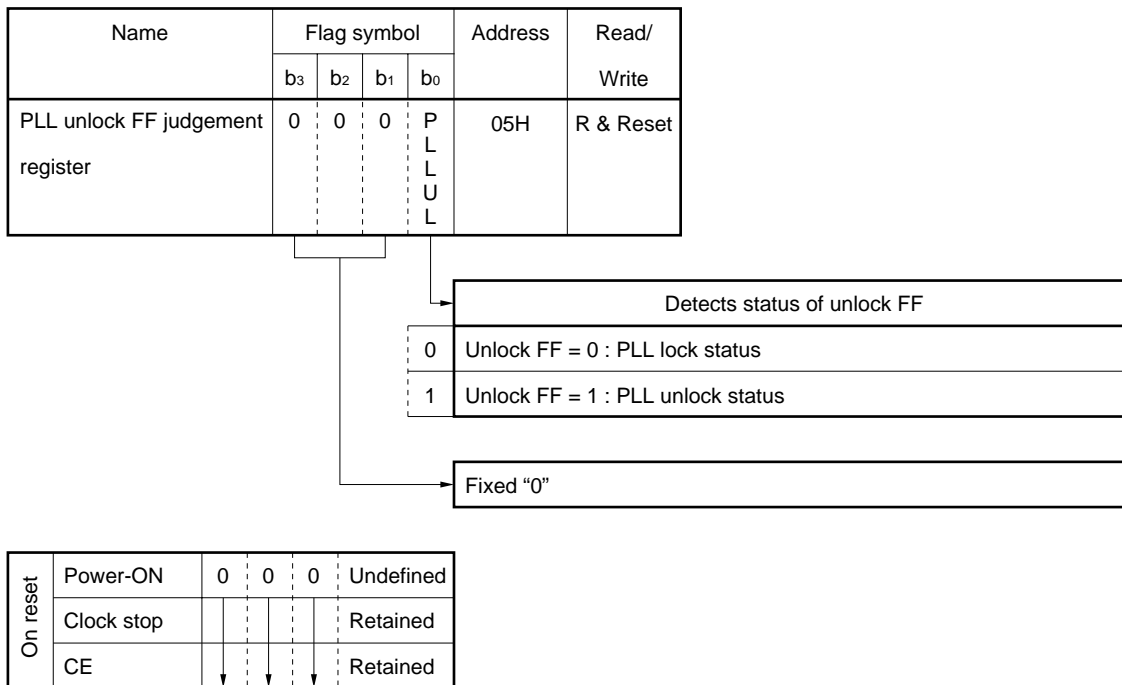 Name Flag symbol Address Read/
b3 b2 b1 b0 Write
PLL unlock FF judgement 0 0 0 PLLUL 05H R & Reset
register
Detects status of unlock FF
0 Unlock FF = 0 : PLL lock status
1 Unlock FF = 1 : PLL unlock status
Fixed “0”
On reset
Power-ON 0 0 0 Undefined
Clock stop Retained
CE Retained